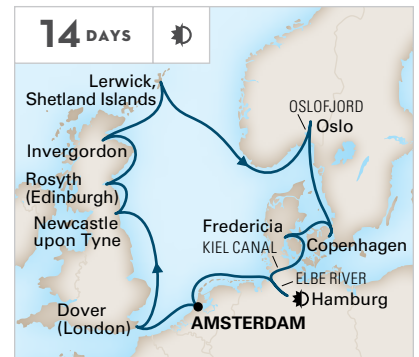 14 DAYS
Lerwick,
Shetland Islands
OSLOFJORD
Oslo
Invergordon
Rosyth
(Edinburgh)
Newcastle
upon Tyne
Fredericia
KIEL CANAL
Copenhagen
ELBE RIVER
Hamburg
Dover
(London)
AMSTERDAM